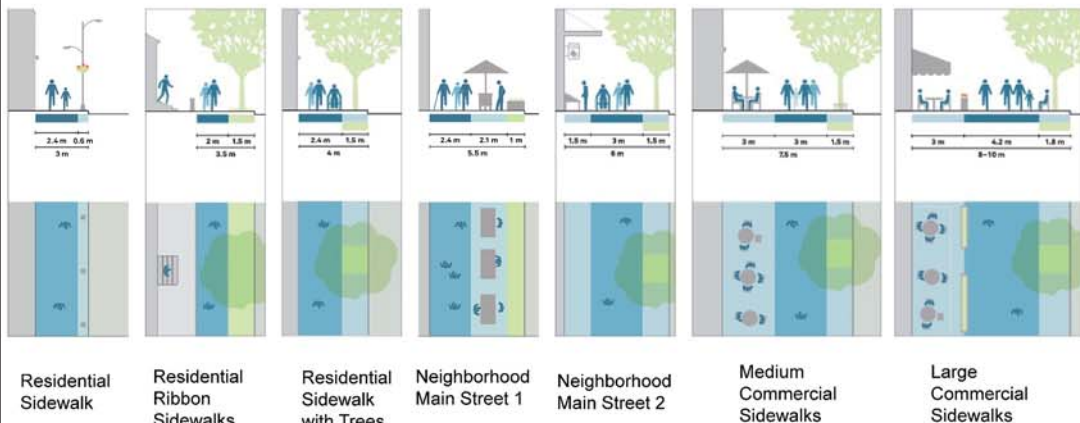 2.4 m 0.6 m
3 m
2 m 1.5 m
3.5 m
2.4 m 1.5 m
4 m
2.4 m 2.1 m 1 m
5.5 m
1.5 m 3 m 1.5 m
6 m
3 m 3 m 1.5 m
7.5 m
3 m 4.2 m 1.8 m
8–10 m
Residential
Sidewalk
Residential
Ribbon
Sidewalks
Residential
Sidewalk
with Trees
Neighborhood
Main Street 1
Neighborhood
Main Street 2
Medium
Commercial
Sidewalks
Large
Commercial
Sidewalks